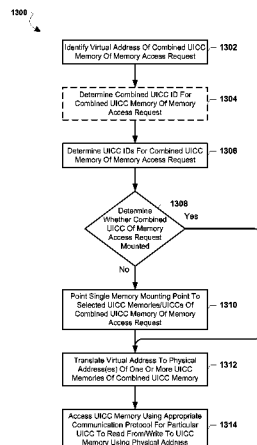 1300
Identify Virtual Address Of Combined UICC
Memory Of Memory Access Request
1302
Determine Combined UICC ID For
Combined UICC Memory Of Memory
Access Request
1304
Determine UICC IDs For Combined UICC
Memory Of Memory Access Request
1306
1308
Determine
Whether Combined
UICC Of Memory
Access Request
Mounted
Yes
No
Point Single Memory Mounting Point To
Selected UICC Memories/UICCs Of
Combined UICC Memory Of Memory
Access Request
1310
Translate Virtual Address To Physical
Address(es) Of One Or More UICC
Memories Of Combined UICC Memory
1312
Access UICC Memory Using Appropriate
Communication Protocol For Particular
UICC To Read From/Write To UICC
Memory Using Physical Address
1314